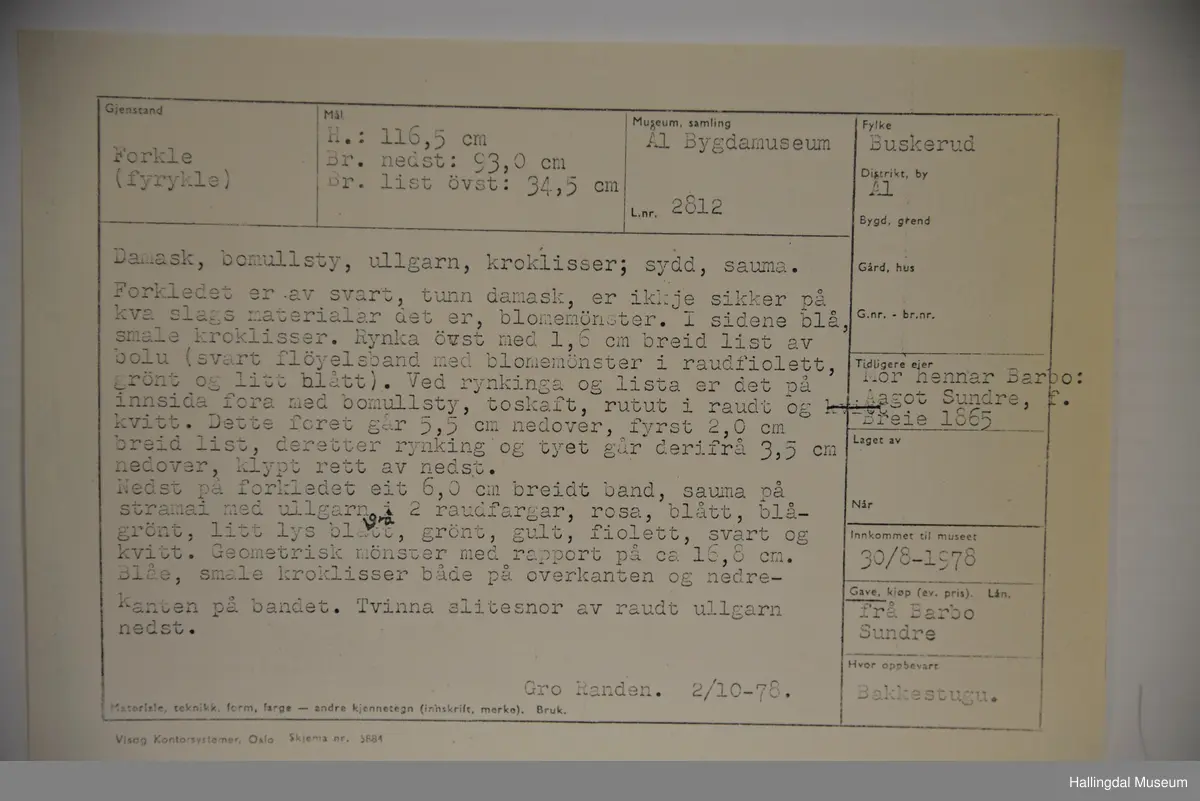 Gjenstand
Forkle
(fyrykle)
Mål
H.: 116,5 cm
Br. nedst: 93,0 cm
Br. list övst: 34,5 cm
Museum, samling
Ål Bygdamuseum
L.nr. 2812
Fylke
Buskerud
Distrikt, by
Ål
Bygd, grend
Gård, hus
G.nr. - br.nr.
Tidligere ejer
Mor hennar Barbo:
Aagot Sundre, f.
Breie 1865
Laget av
Når
Innkommet til museet
30/8-1978
Gave, kjøp (ev. pris). Lån.
frå Barbo
Sundre
Hvor oppbevart
Bakkestugu.
Damask, bomullsty, ullgarn, kroklisser; sydd, sauma.
Forkledet er av svart, tunn damask, er ikkje sikker på
kva slags materialar det er, blomemönster. I sidene blå,
smale kroklisser. Rynka övst med 1,6 cm breid list av
bolu (svart flöyelsband med blomemönster i raudfiolett,
grönt og litt blått). Ved rynkinga og lista er det på
innsida fora med bomullsty, toskaft, rutut i raudt og
kvitt. Dette foret går 5,5 cm nedover, fyrst 2,0 cm
breid list, deretter rynking og tyet går derifrå 3,5 cm
nedover, klypt rett av nedst.
Nedst på forkledet eit 6,0 cm breidt band, sauma på
stramai med ullgarn i 2 raudfargar, rosa, blått, blå-
grönt, litt lys blått, grönt, gult, fiolett, svart og
grå
kvitt. Geometrisk mönster med rapport på ca 16,8 cm.
Blåe, smale kroklisser både på overkanten og nedre-
kanten på bandet. Tvinna slitesnor av raudt ullgarn
nedst.
Gro Randen. 2/10-78.
Materiale, teknikk, form, farge — andre kjennetegn (innskrift, merke). Bruk.
Visog Kontorsystemer, Oslo Skjema nr. 3884
Hallingdal Museum